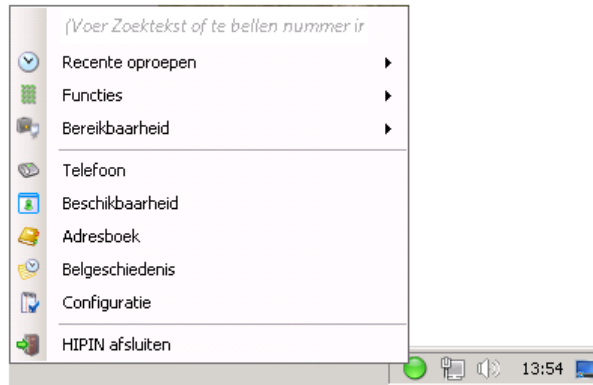 (Voer Zoektekst of te bellen nummer ir
Recente oproepen
Functies
Bereikbaarheid
Telefoon
Beschikbaarheid
Adresboek
Belgeschiedenis
Configuratie
HIPIN afsluiten
13:54